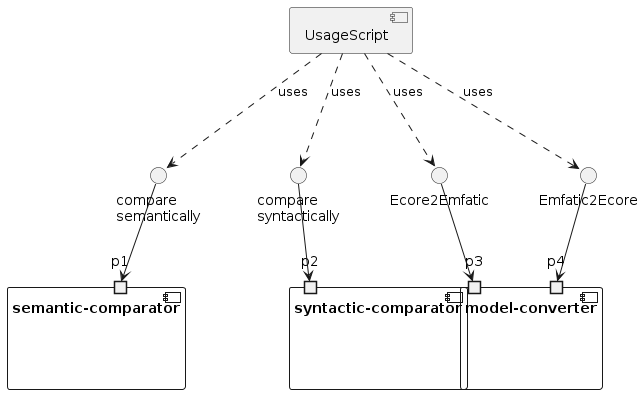 UsageScript
uses
uses
uses
uses
compare
semantically
compare
syntactically
Ecore2Emfatic
Emfatic2Ecore
p1
p2
p3
p4
semantic-comparator
syntactic-comparator
model-converter